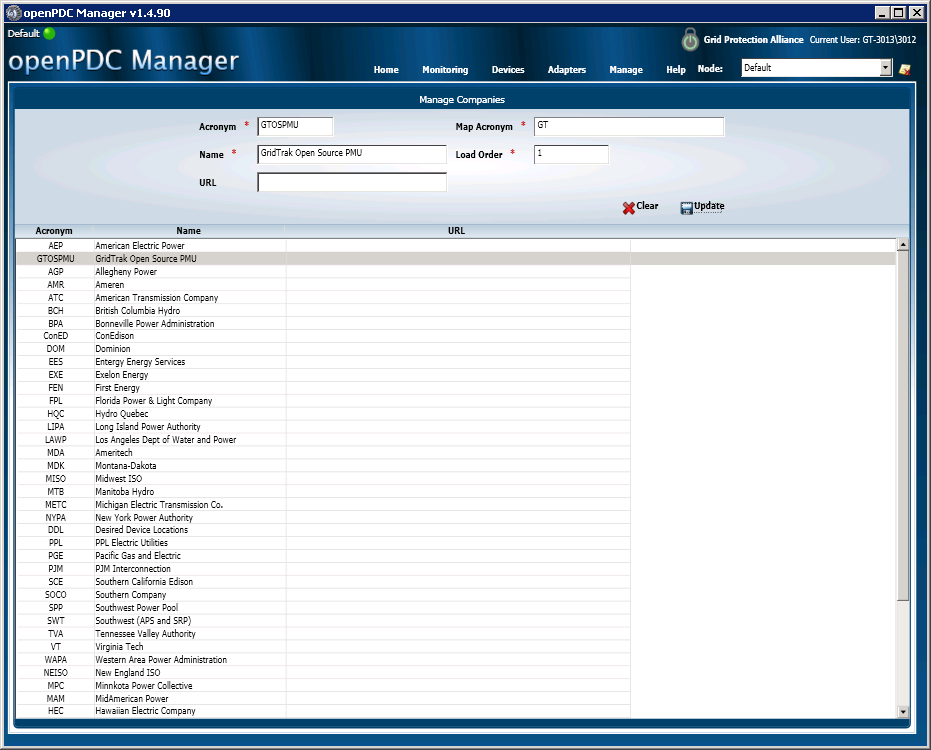 openPDC Manager v1.4.90
Default
Grid Protection Alliance Current User: GT-3013\3012
openPDC Manager
Home Monitoring Devices Adapters Manage Help Node: Default
Manage Companies
Acronym * GTOSPMU Map Acronym * GT
Name * GridTrak Open Source PMU Load Order * 1
URL
Clear Update
Acronym Name URL
AEP American Electric Power
GTOSPMU GridTrak Open Source PMU
AGP Allegheny Power
AMR Ameren
ATC American Transmission Company
BCH British Columbia Hydro
BPA Bonneville Power Administration
ConED ConEdison
DOM Dominion
EES Entergy Energy Services
EXE Exelon Energy
FEN First Energy
FPL Florida Power & Light Company
HQC Hydro Quebec
LIPA Long Island Power Authority
LAWP Los Angeles Dept of Water and Power
MDA Ameritech
MDK Montana-Dakota
MISO Midwest ISO
MTB Manitoba Hydro
METC Michigan Electric Transmission Co.
NYPA New York Power Authority
DDL Desired Device Locations
PPL PPL Electric Utilities
PGE Pacific Gas and Electric
PJM PJM Interconnection
SCE Southern California Edison
SOCO Southern Company
SPP Southwest Power Pool
SWT Southwest (APS and SRP)
TVA Tennessee Valley Authority
VT Virginia Tech
WAPA Western Area Power Administration
NEISO New England ISO
MPC Minnkota Power Collective
MAM MidAmerican Power
HEC Hawaiian Electric Company